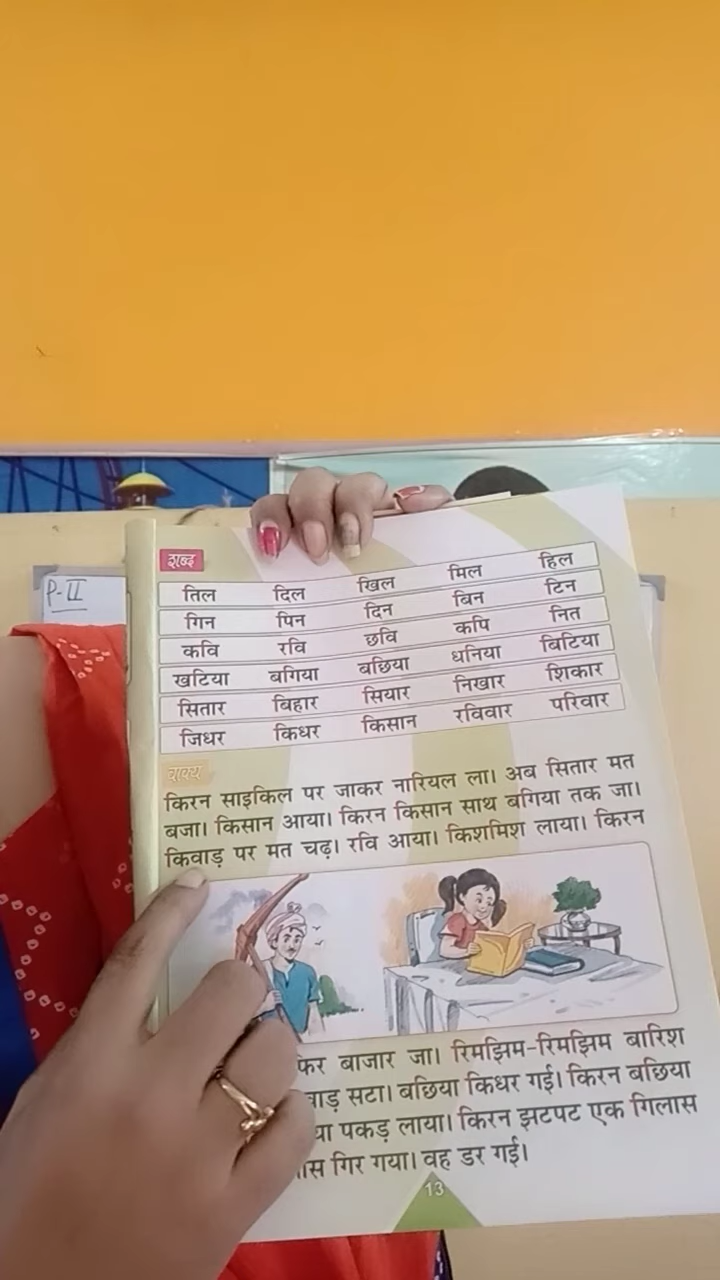 P-II
शब्द
तिल दिल खिल मिल हिल
गिन पिन दिन बिन टिन
कवि रवि छवि कपि नित
खटिया बगिया बछिया धनिया बिटिया
सितार बिहार सियार निखार शिकार
जिधर किधर किसान रविवार परिवार
वाक्य
किरन साइकिल पर जाकर नारियल ला। अब सितार मत
बजा। किसान आया। किरन किसान साथ बगिया तक जा।
किवाड़ पर मत चढ़। रवि आया। किशमिश लाया। किरन
बाजार जा। रिमझिम-रिमझिम बारिश
सटा। बछिया किधर गई। किरन बछिया
पकड़ लाया। किरन झटपट एक गिलास
गिर गया। वह डर गई।
13